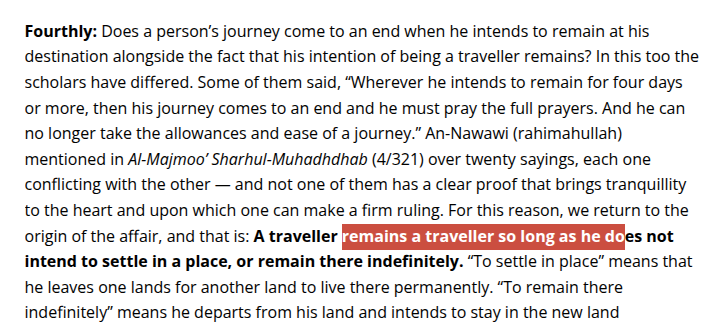 Fourthly: Does a person’s journey come to an end when he intends to remain at his
destination alongside the fact that his intention of being a traveller remains? In this too the
scholars have differed. Some of them said, “Wherever he intends to remain for four days
or more, then his journey comes to an end and he must pray the full prayers. And he can
no longer take the allowances and ease of a journey.” An-Nawawi (rahimahullah)
mentioned in Al-Majmoo’ Sharhul-Muhadhdhab (4/321) over twenty sayings, each one
conflicting with the other — and not one of them has a clear proof that brings tranquillity
to the heart and upon which one can make a firm ruling. For this reason, we return to the
origin of the affair, and that is: A traveller remains a traveller so long as he does not
intend to settle in a place, or remain there indefinitely. “To settle in place” means that
he leaves one lands for another land to live there permanently. “To remain there
indefinitely” means he departs from his land and intends to stay in the new land